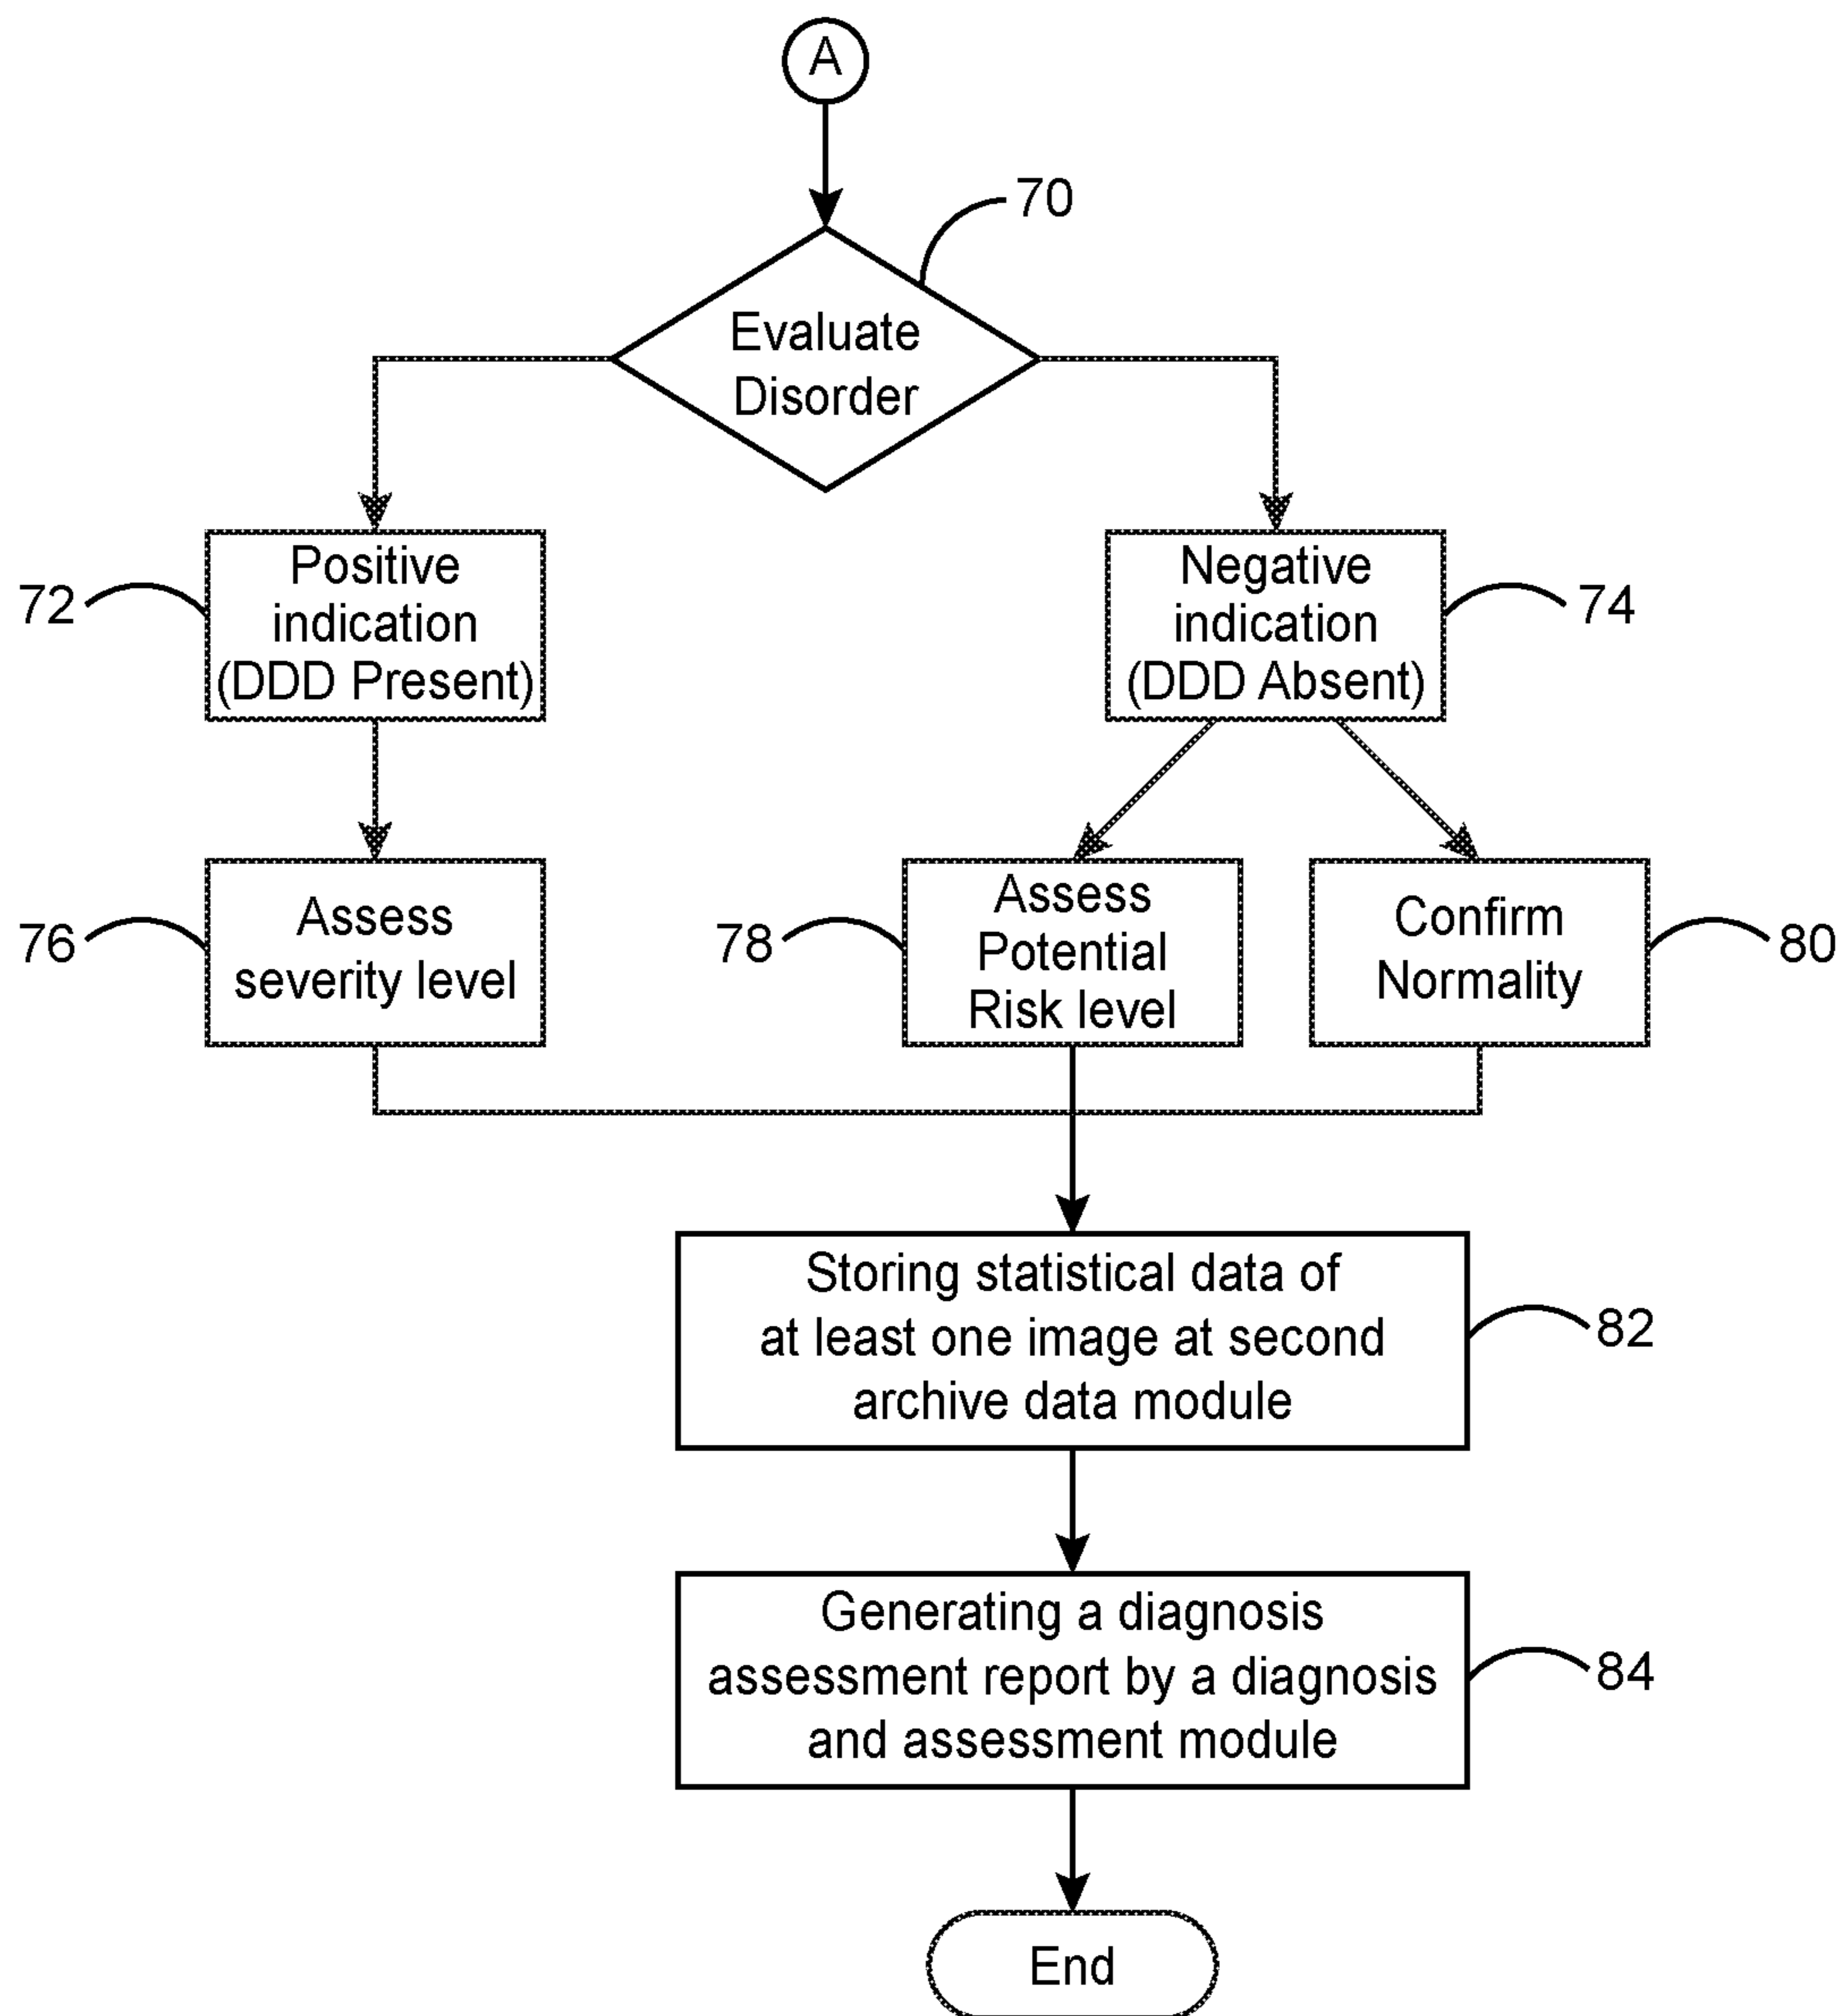 A
70
Evaluate
Disorder
72
Positive
indication
(DDD Present)
Negative
indication
(DDD Absent)
74
76
Assess
severity level
78
Assess
Potential
Risk level
Confirm
Normality
80
Storing statistical data of
at least one image at second
archive data module
82
Generating a diagnosis
assessment report by a diagnosis
and assessment module
84
End